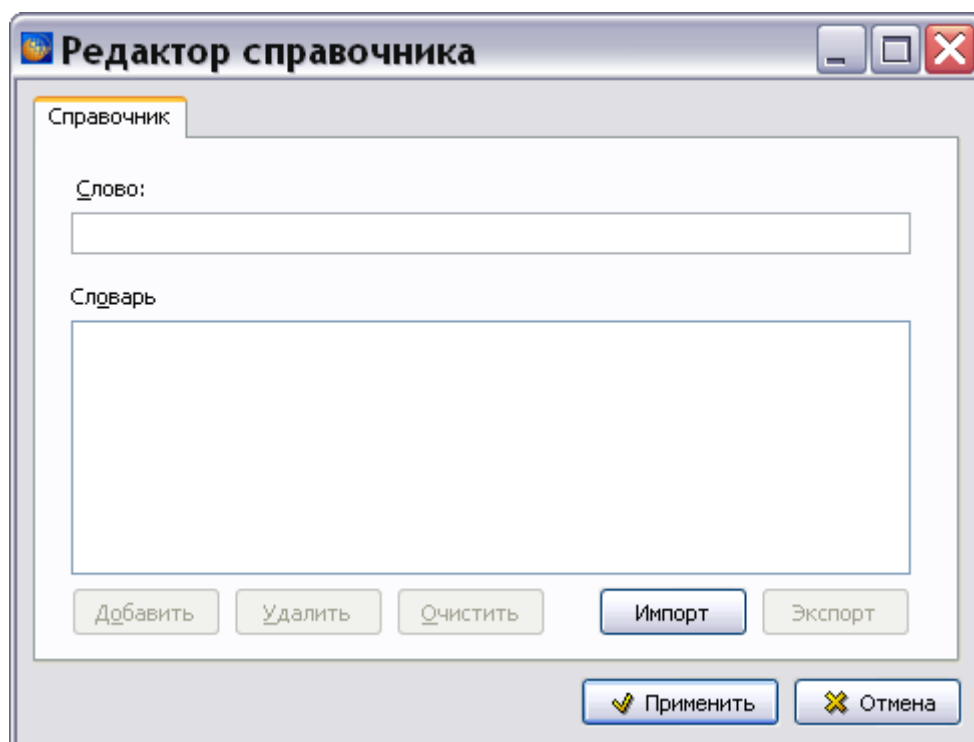 Редактор справочника
Справочник
Слово:
Словарь
Добавить Удалить Очистить Импорт Экспорт
Применить Отмена